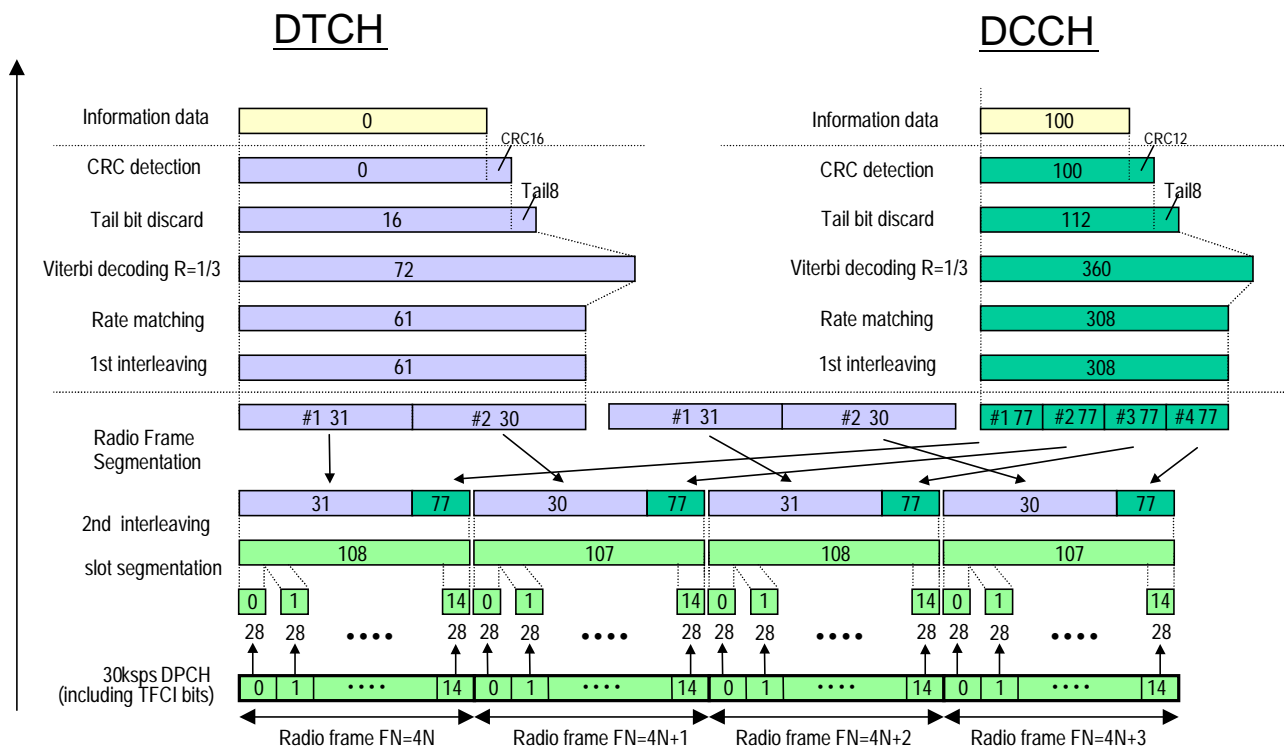 DTCH DCCH
Information data 0 Information data 100
CRC16 CRC12
CRC detection 0 CRC detection 100
Tail8 Tail8
Tail bit discard 16 Tail bit discard 112
Viterbi decoding R=1/3 72 Viterbi decoding R=1/3 360
Rate matching 61 Rate matching 308
1st interleaving 61 1st interleaving 308
#1 31 #2 30 #1 31 #2 30 #1 77 #2 77 #3 77 #4 77
Radio Frame
Segmentation
31 77 30 77 31 77 30 77
2nd interleaving
108 107 108 107
slot segmentation
0 1 14 0 1 14 0 1 14 0 1 14
28 28 •••• 28 28 28 •••• 28 28 28 •••• 28 28 28 •••• 28
30ksps DPCH
(including TFCI bits)
0 1 •••• 14 0 1 •••• 14 0 1 •••• 14 0 1 •••• 14
Radio frame FN=4N Radio frame FN=4N+1 Radio frame FN=4N+2 Radio frame FN=4N+3